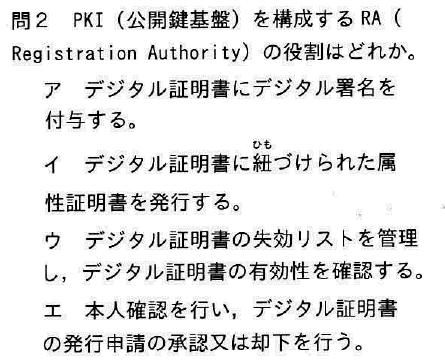 問２　PKI（公開鍵基盤）を構成するRA（
Registration Authority）の役割はどれか。
ア　デジタル証明書にデジタル署名を
付与する。
ひも
イ　デジタル証明書に紐づけられた属
性証明書を発行する。
ウ　デジタル証明書の失効リストを管理
し，デジタル証明書の有効性を確認する。
エ　本人確認を行い，デジタル証明書
の発行申請の承認又は却下を行う。